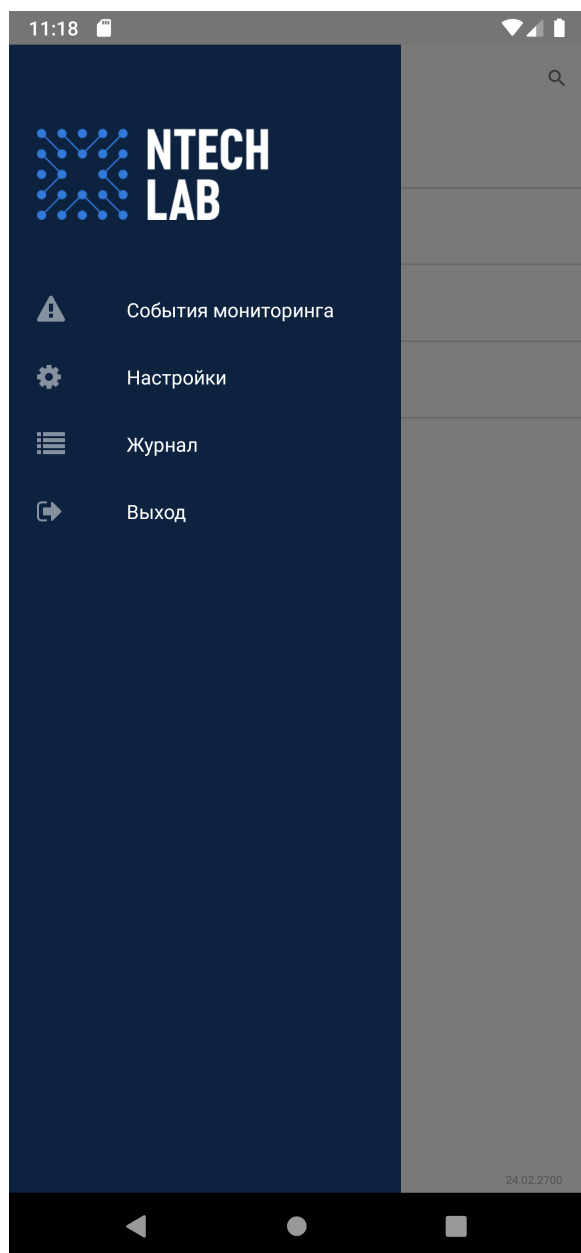 11:18
NTECH
LAB
События мониторинга
Настройки
Журнал
Выход
24.02.2700